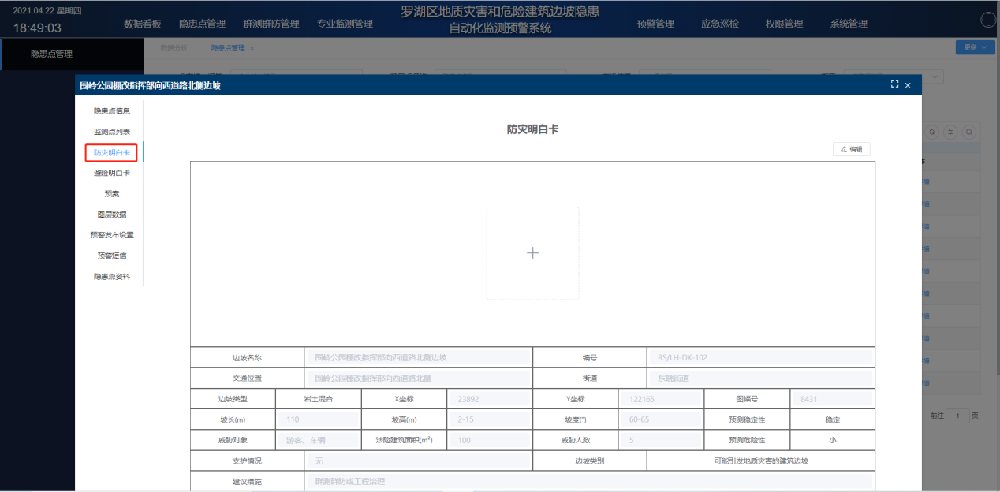 2021.04.22 星期四
18:49:03
数据看板 隐患点管理 群测群防管理 专业监测管理
罗湖区地质灾害和危险建筑边坡隐患
自动化监测预警系统
预警管理 应急巡检 权限管理 系统管理
隐患点管理
数据分析 隐患点管理 ×
更多
围岭公园棚改指挥部向西道路北侧边坡
隐患点信息
监测点列表
防灾明白卡
避险明白卡
预案
图层数据
预警发布设置
预警短信
隐患点资料
防灾明白卡
编辑
边坡名称 围岭公园棚改指挥部向西道路北侧边坡 编号 RS/LH-DX-102
交通位置 围岭公园棚改指挥部向西道路北侧 街道 东晓街道
边坡类型 岩土混合 X坐标 23892 Y坐标 122165 图幅号 8431
坡长(m) 110 坡高(m) 2-15 坡度(°) 60-65 预测稳定性 稳定
威胁对象 游客、车辆 涉险建筑面积(m²) 100 威胁人数 5 预测危险性 小
支护情况 无 边坡类别 可能引发地质灾害的建筑边坡
建议措施 群测群防或工程治理
情
情
情
情
情
情
情
情
情
情
前往 1 页